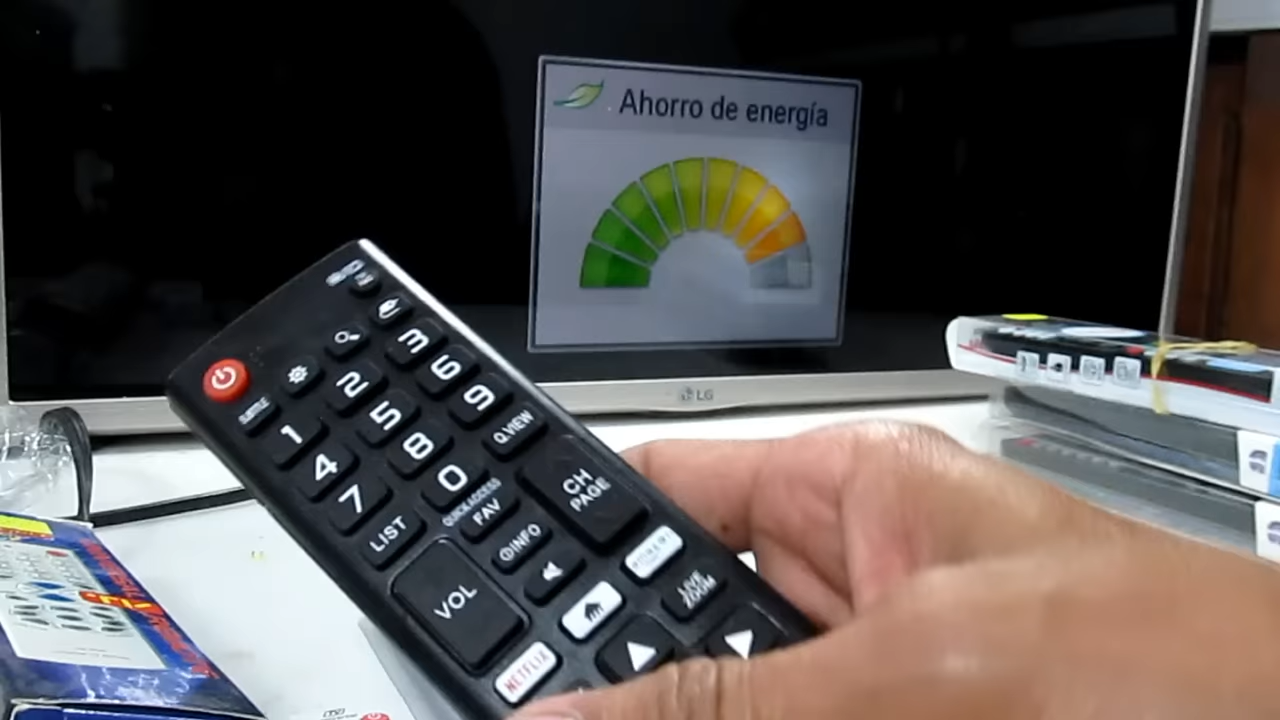 Ahorro de energía
LG
SUBTITLE
1
2
3
4
5
6
7
8
9
LIST
0
Q.VIEW
QUICK ACCESS
FAV
CH
PAGE
VOL
INFO
LIVE
ZOOM
NETFLIX